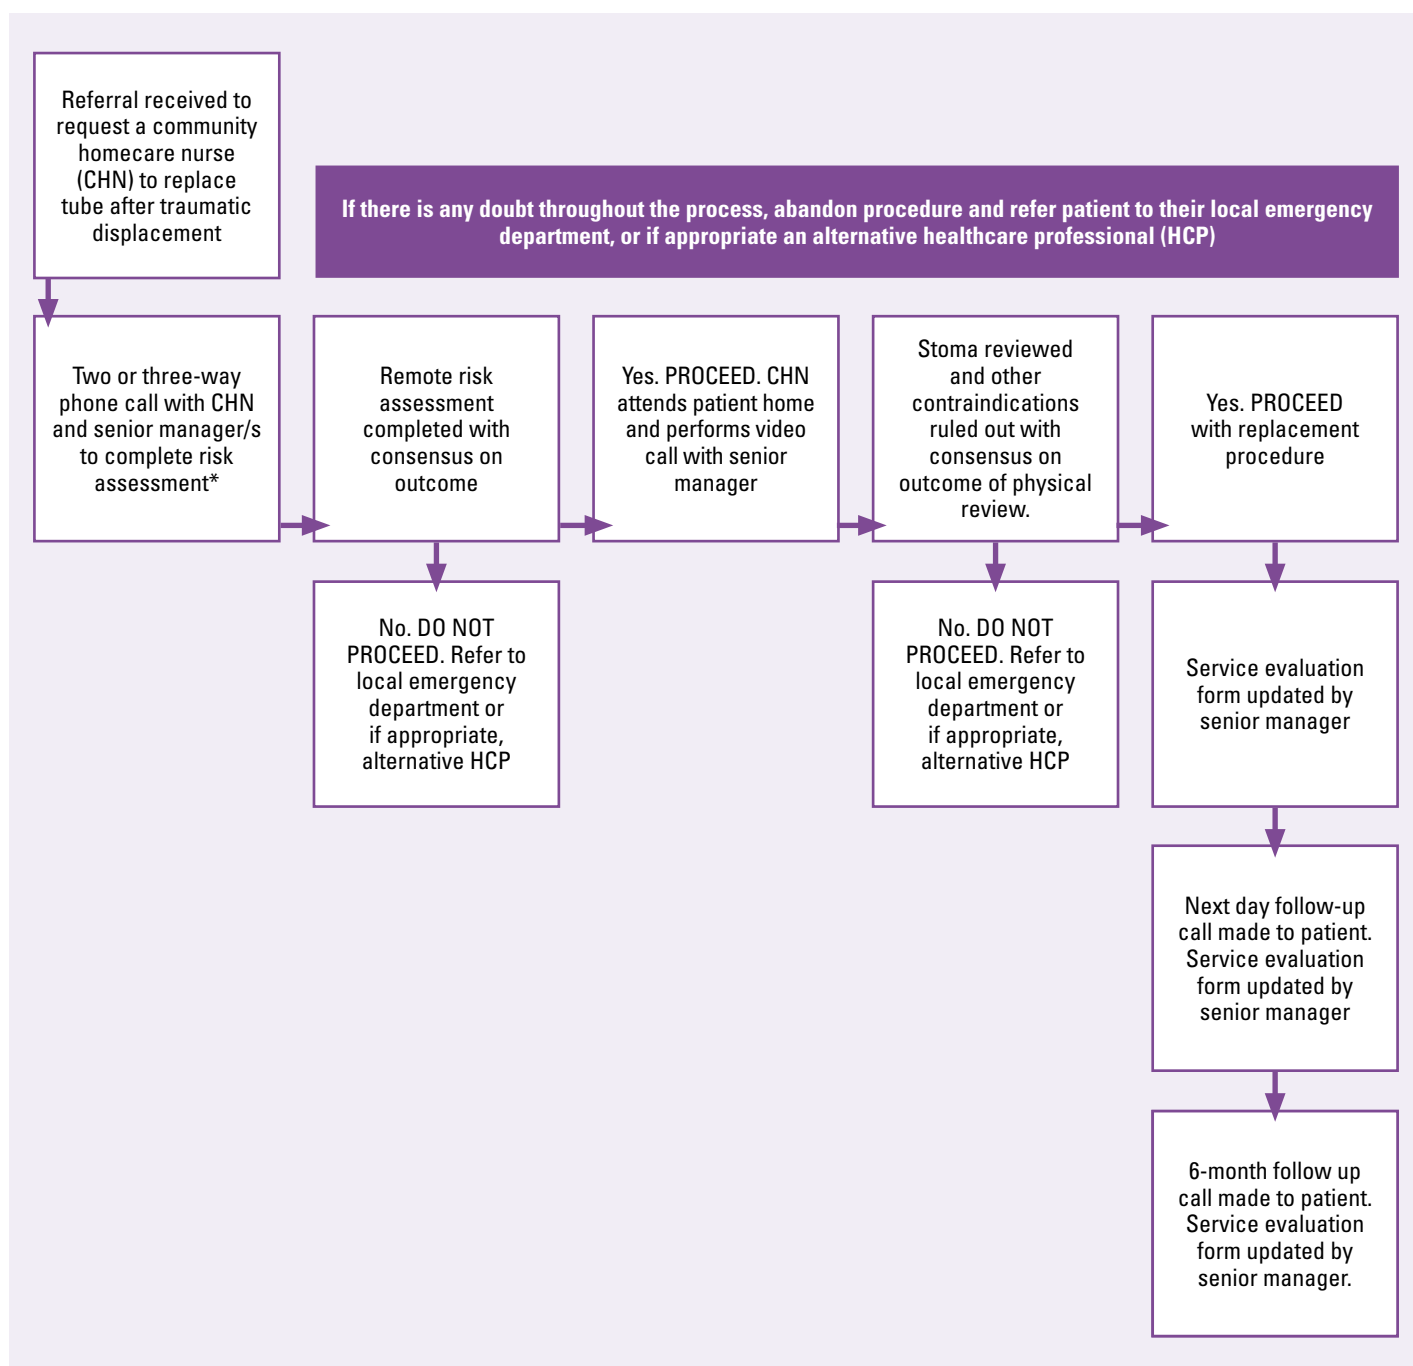 Referral received to
request a community
homecare nurse
(CHN) to replace
tube after traumatic
displacement
If there is any doubt throughout the process, abandon procedure and refer patient to their local emergency
department, or if appropriate an alternative healthcare professional (HCP)
Two or three-way
phone call with CHN
and senior manager/s
to complete risk
assessment*
Remote risk
assessment
completed with
consensus on
outcome
Yes. PROCEED. CHN
attends patient home
and performs video
call with senior
manager
Stoma reviewed
and other
contraindications
ruled out with
consensus on
outcome of physical
review.
Yes. PROCEED
with replacement
procedure
No. DO NOT
PROCEED. Refer to
local emergency
department or
if appropriate,
alternative HCP
No. DO NOT
PROCEED. Refer to
local emergency
department or
if appropriate,
alternative HCP
Service evaluation
form updated by
senior manager
Next day follow-up
call made to patient.
Service evaluation
form updated by
senior manager
6-month follow up
call made to patient.
Service evaluation
form updated by
senior manager.